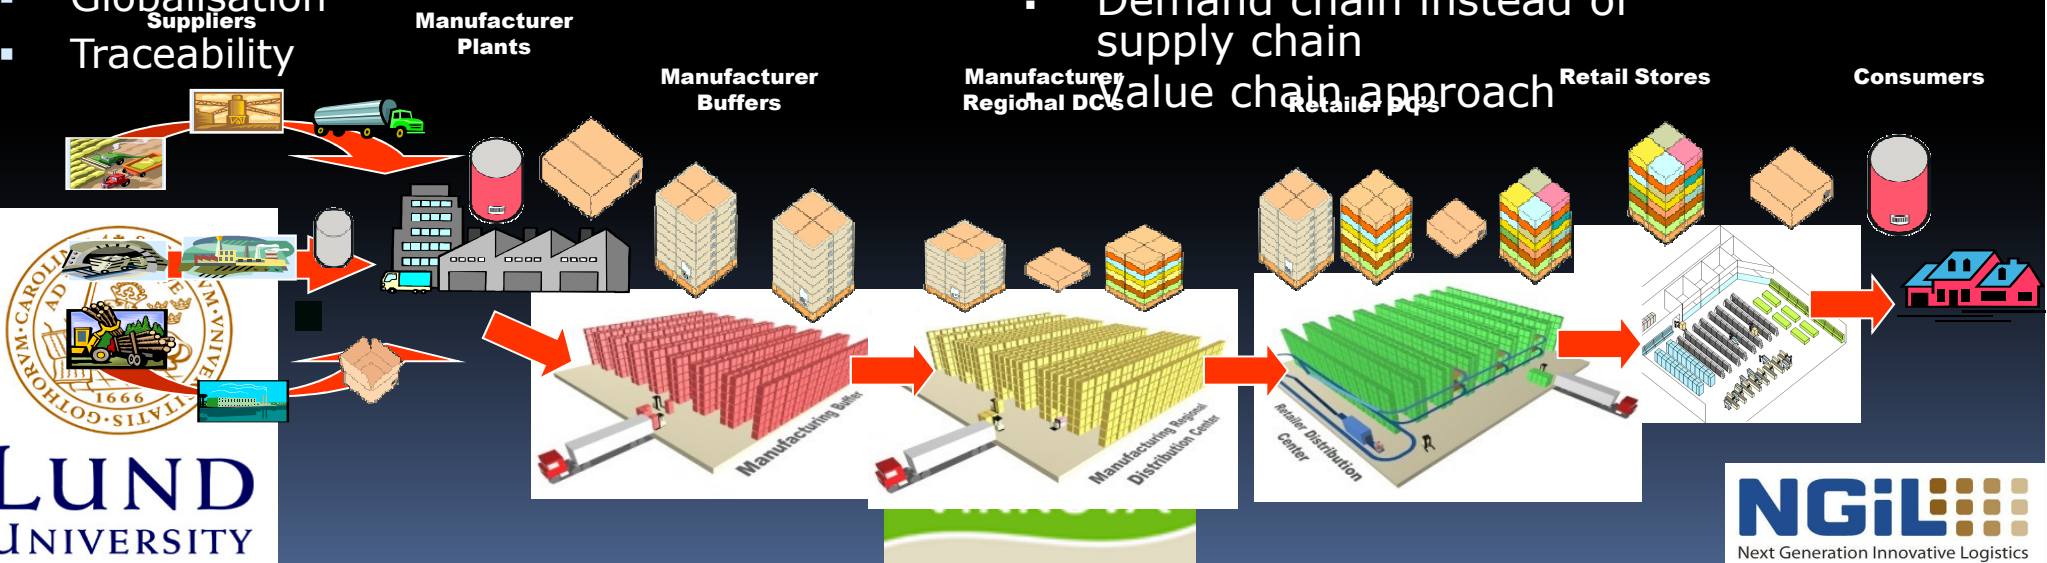 Globalisation
Suppliers
Traceability
Manufacturer
Plants
Demand chain instead of
supply chain
Value chain approach
Manufacturer
Buffers
Manufacturer
Regional DC's
Retailer DC's
Retail Stores
Consumers
1666
Manufacturing Buffer
Manufacturing Regional
Distribution Center
Retailer Distribution
Center
LUND
UNIVERSITY
VINNOVA
NGiL
Next Generation Innovative Logistics